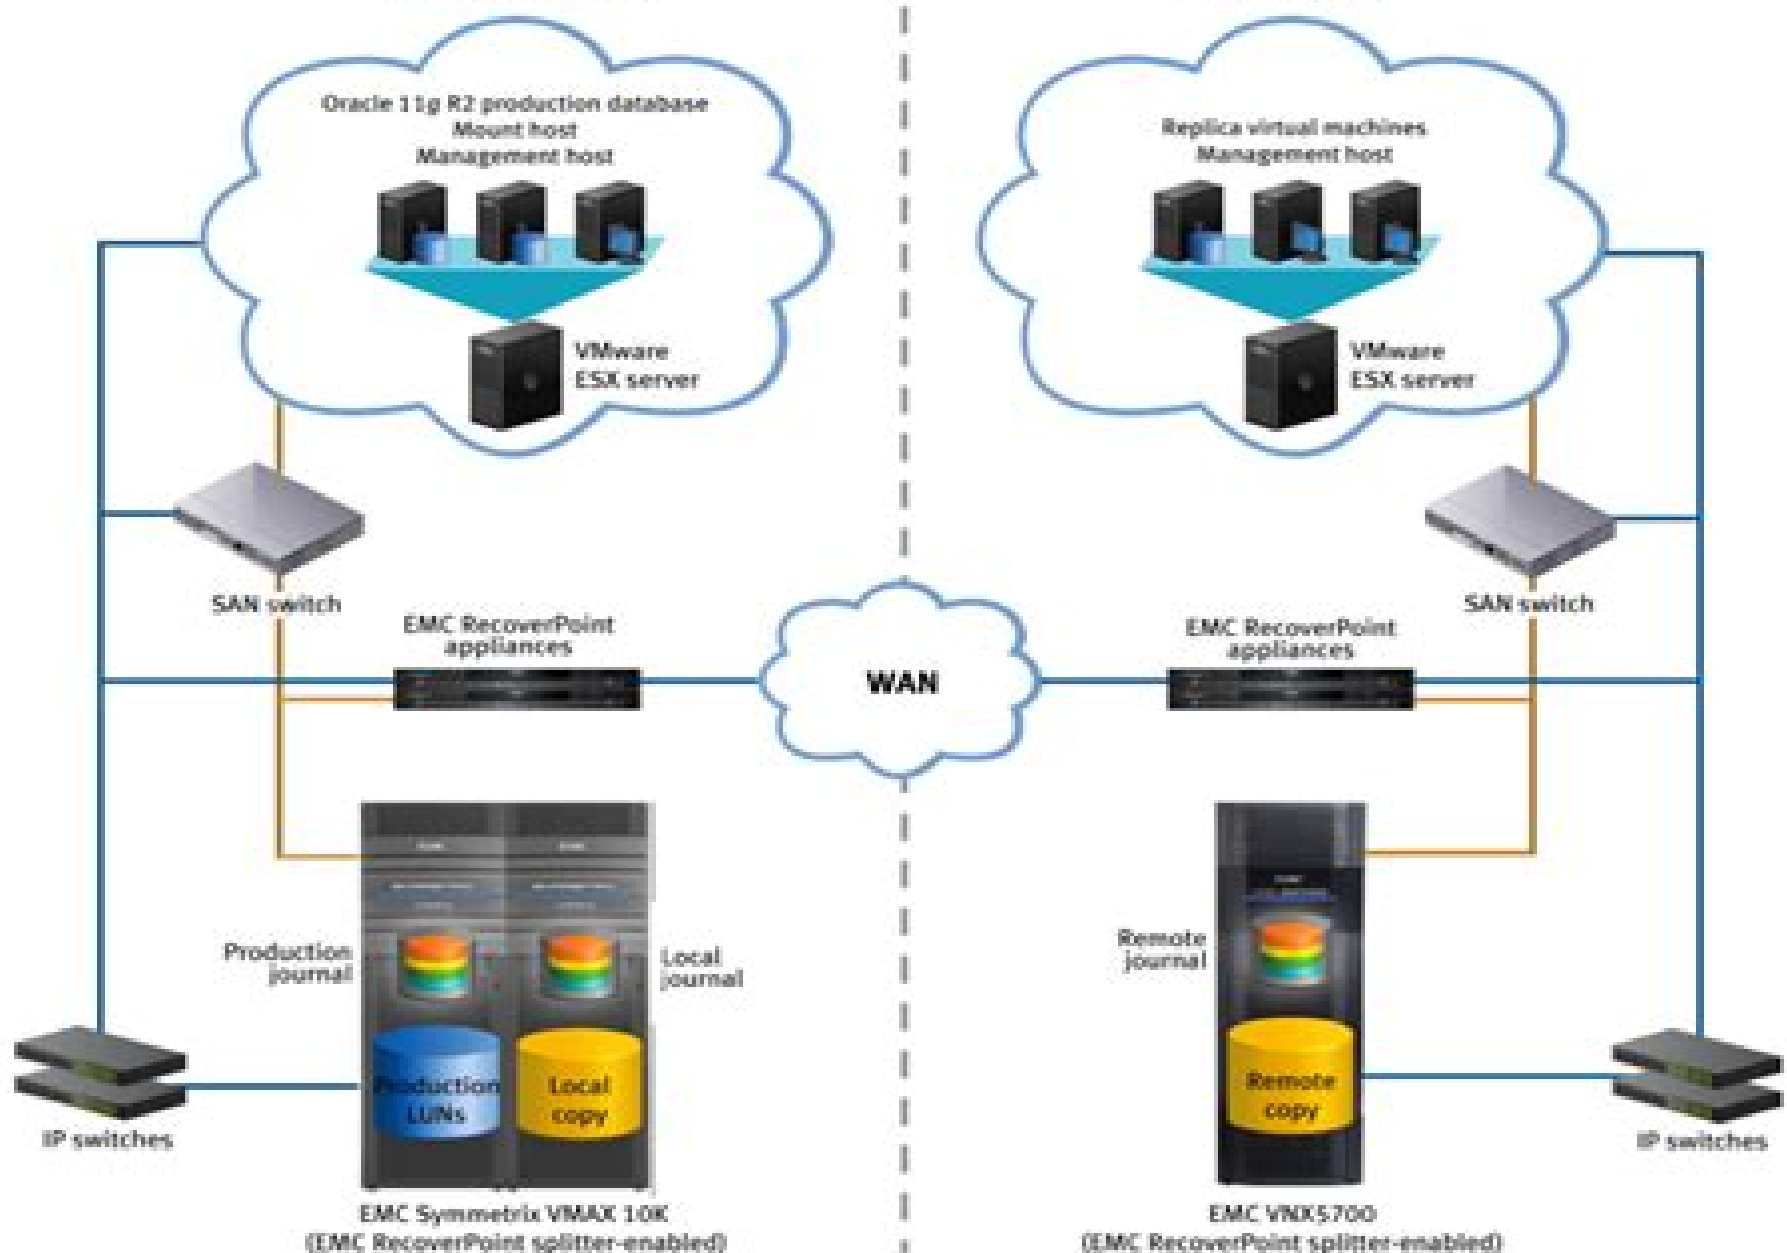 Oracle 11g R2 production database
Mount host
Management host
VMware
ESX server
SAN switch
EMC RecoverPoint
appliances
Production
journal
Local
journal
Production
LUNs
Local
copy
IP switches
EMC Symmetrix VMAX 10K
(EMC RecoverPoint splitter-enabled)
WAN
Replica virtual machines
Management host
VMware
ESX server
SAN switch
EMC RecoverPoint
appliances
Remote
journal
Remote
copy
IP switches
EMC VNX5700
(EMC RecoverPoint splitter-enabled)